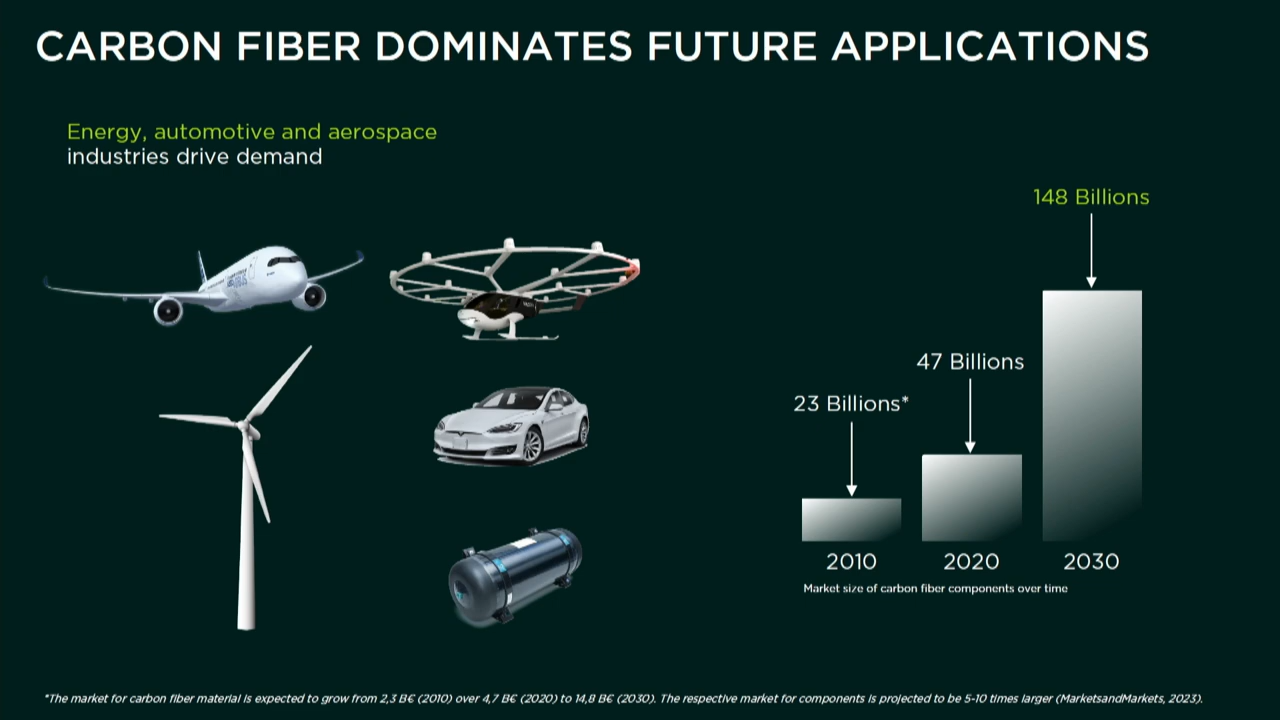 CARBON FIBER DOMINATES FUTURE APPLICATIONS
Energy, automotive and aerospace
industries drive demand
148 Billions
47 Billions
23 Billions*
2010
2020
2030
Market size of carbon fiber components over time
*The market for carbon fiber material is expected to grow from 2,3 B€ (2010) over 4,7 B€ (2020) to 14,8 B€ (2030). The respective market for components is projected to be 5-10 times larger (MarketsandMarkets, 2023).